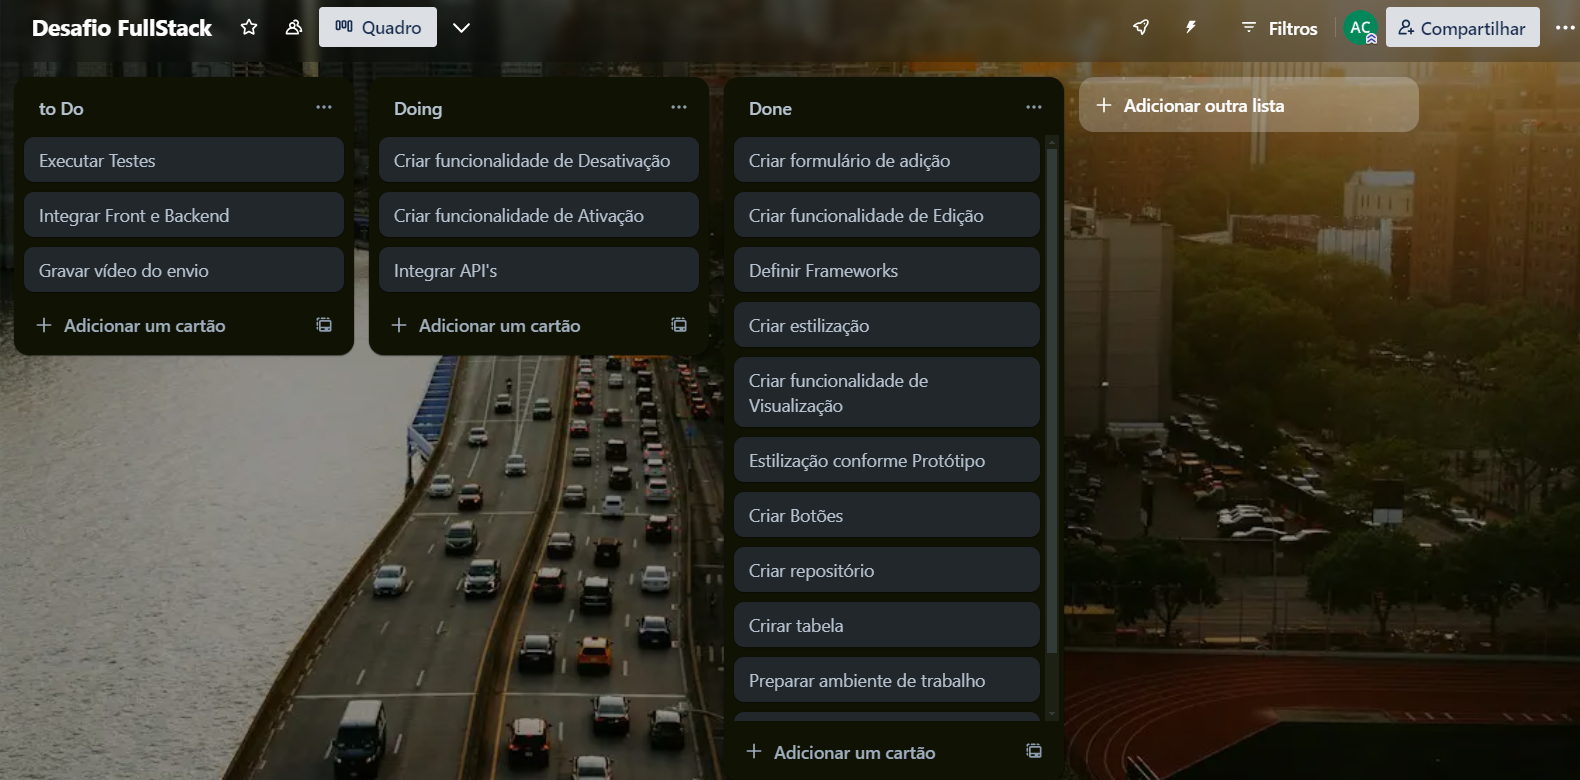 Desafio FullStack
Quadro
Filtros
AC
Compartilhar
to Do
Executar Testes
Integrar Front e Backend
Gravar vídeo do envio
Adicionar um cartão
Doing
Criar funcionalidade de Desativação
Criar funcionalidade de Ativação
Integrar API's
Adicionar um cartão
Done
Criar formulário de adição
Criar funcionalidade de Edição
Definir Frameworks
Criar estilização
Criar funcionalidade de
Visualização
Estilização conforme Protótipo
Criar Botões
Criar repositório
Crirar tabela
Preparar ambiente de trabalho
Adicionar um cartão
Adicionar outra lista